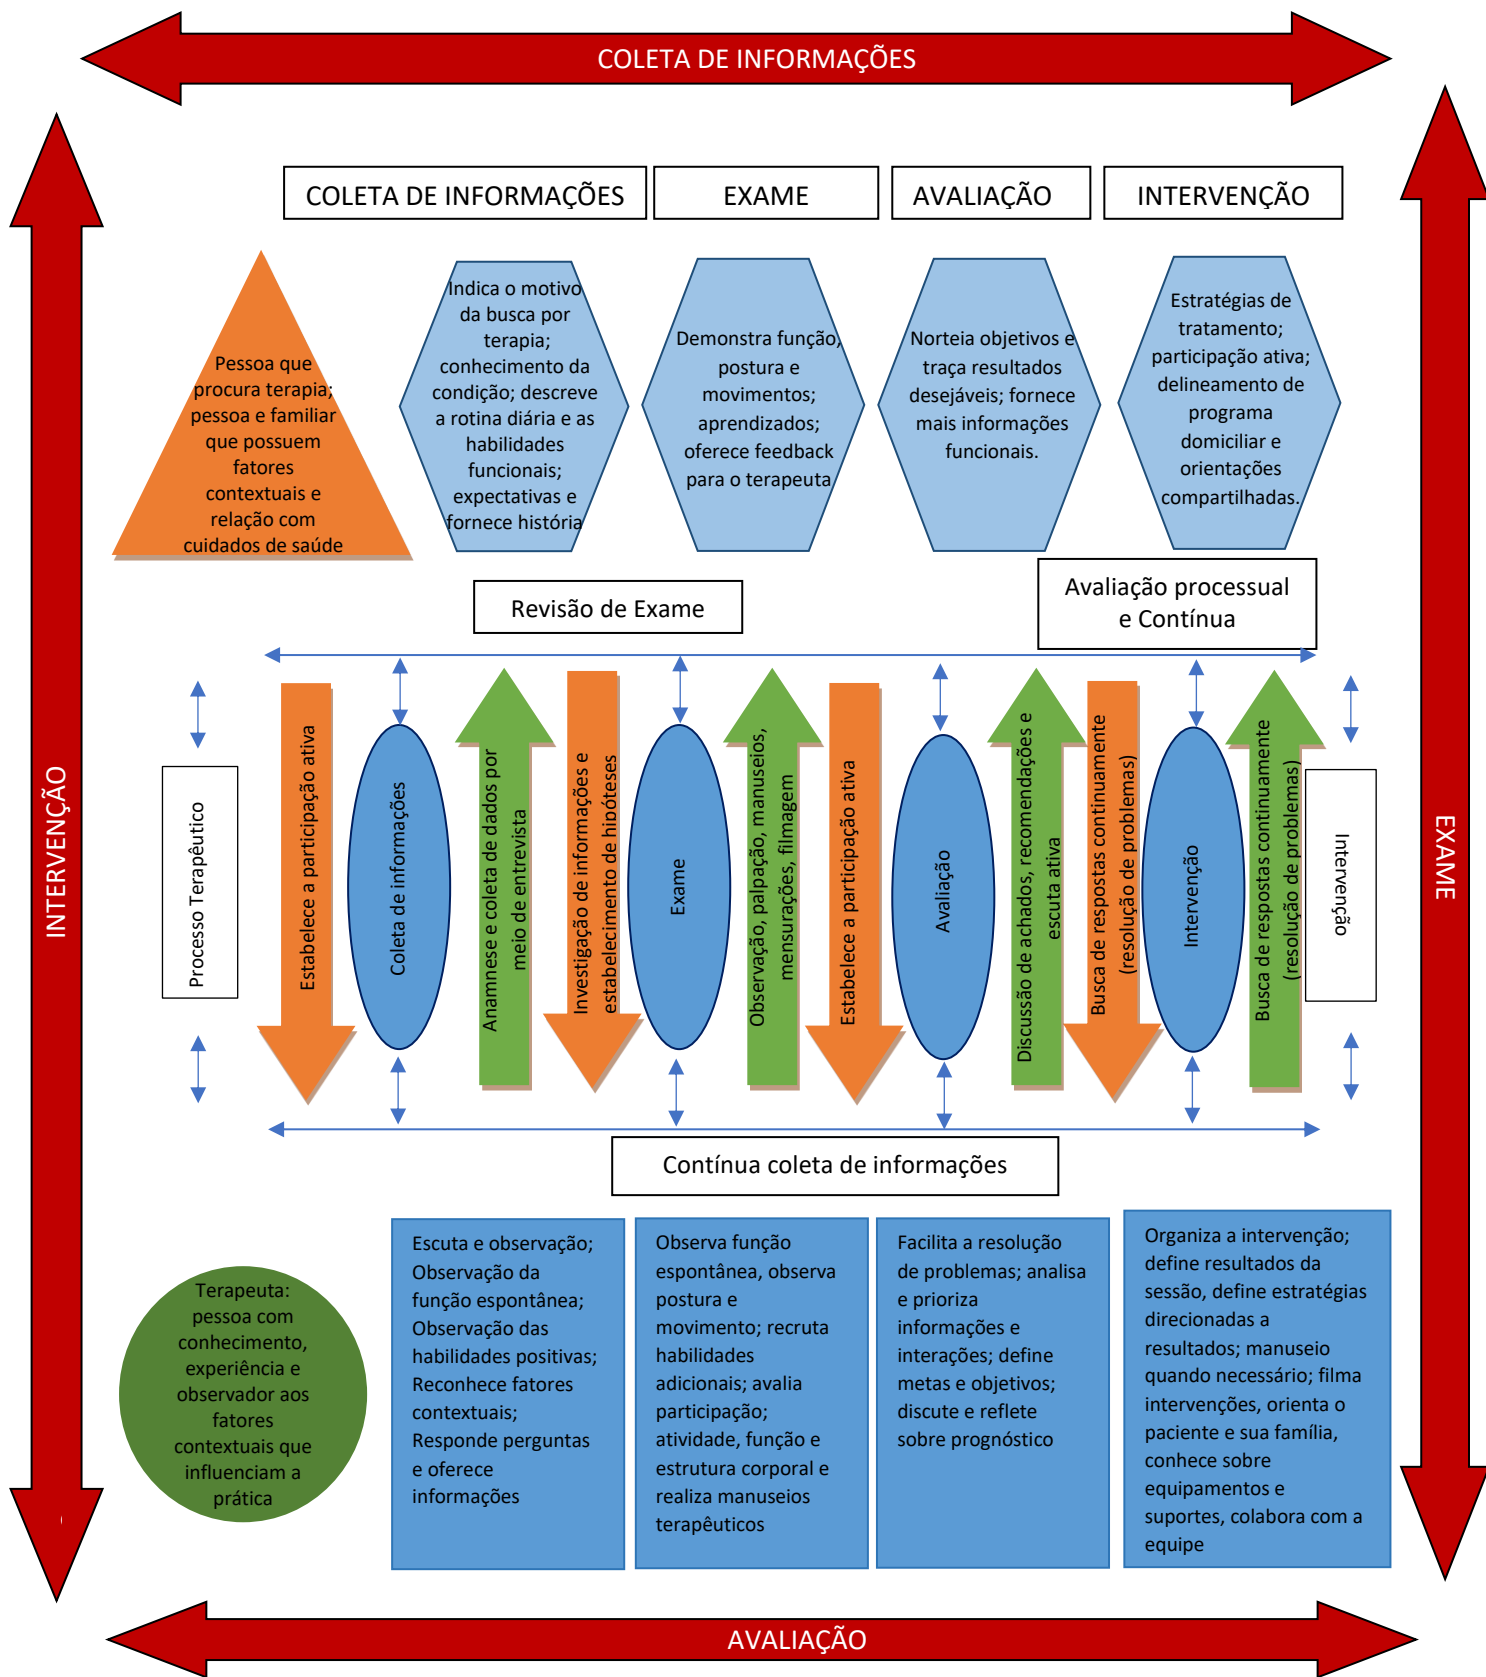 COLETA DE INFORMAÇÕES
COLETA DE INFORMAÇÕES
EXAME
AVALIAÇÃO
INTERVENÇÃO
Pessoa que
procura terapia;
pessoa e familiar
que possuem
fatores
contextuais e
relação com
cuidados de saúde
Indica o motivo
da busca por
terapia;
conhecimento da
condição; descreve
a rotina diária e as
habilidades
funcionais;
expectativas e
fornece história
Demonstra função,
postura e
movimentos;
aprendizados;
oferece feedback
para o terapeuta
Norteia objetivos e
traça resultados
desejáveis; fornece
mais informações
funcionais.
Estratégias de
tratamento;
participação ativa;
delineamento de
programa
domiciliar e
orientações
compartilhadas.
Revisão de Exame
Avaliação processual
e Contínua
INTERVENÇÃO
Processo Terapêutico
Estabelece a participação ativa
Coleta de informações
Anamnese e coleta de dados por
meio de entrevista
Investigação de informações e
estabelecimento de hipóteses
Exame
Observação, palpação, manuseios,
mensurações, filmagem
Estabelece a participação ativa
Avaliação
Discussão de achados, recomendações e
escuta ativa
Busca de respostas continuamente
(resolução de problemas)
Intervenção
Busca de respostas continuamente
(resolução de problemas)
Intervenção
EXAME
Contínua coleta de informações
Terapeuta:
pessoa com
conhecimento,
experiência e
observador aos
fatores
contextuais que
influenciam a
prática
Escuta e observação;
Observação da
função espontânea;
Observação das
habilidades positivas;
Reconhece fatores
contextuais;
Responde perguntas
e oferece
informações
Observa função
espontânea, observa
postura e
movimento; recruta
habilidades
adicionais; avalia
participação;
atividade, função e
estrutura corporal e
realiza manuseios
terapêuticos
Facilita a resolução
de problemas; analisa
e prioriza
informações e
interações; define
metas e objetivos;
discute e reflete
sobre prognóstico
Organiza a intervenção;
define resultados da
sessão, define estratégias
direcionadas a
resultados; manuseio
quando necessário; filma
intervenções, orienta o
paciente e sua família,
conhece sobre
equipamentos e
suportes, colabora com a
equipe
AVALIAÇÃO